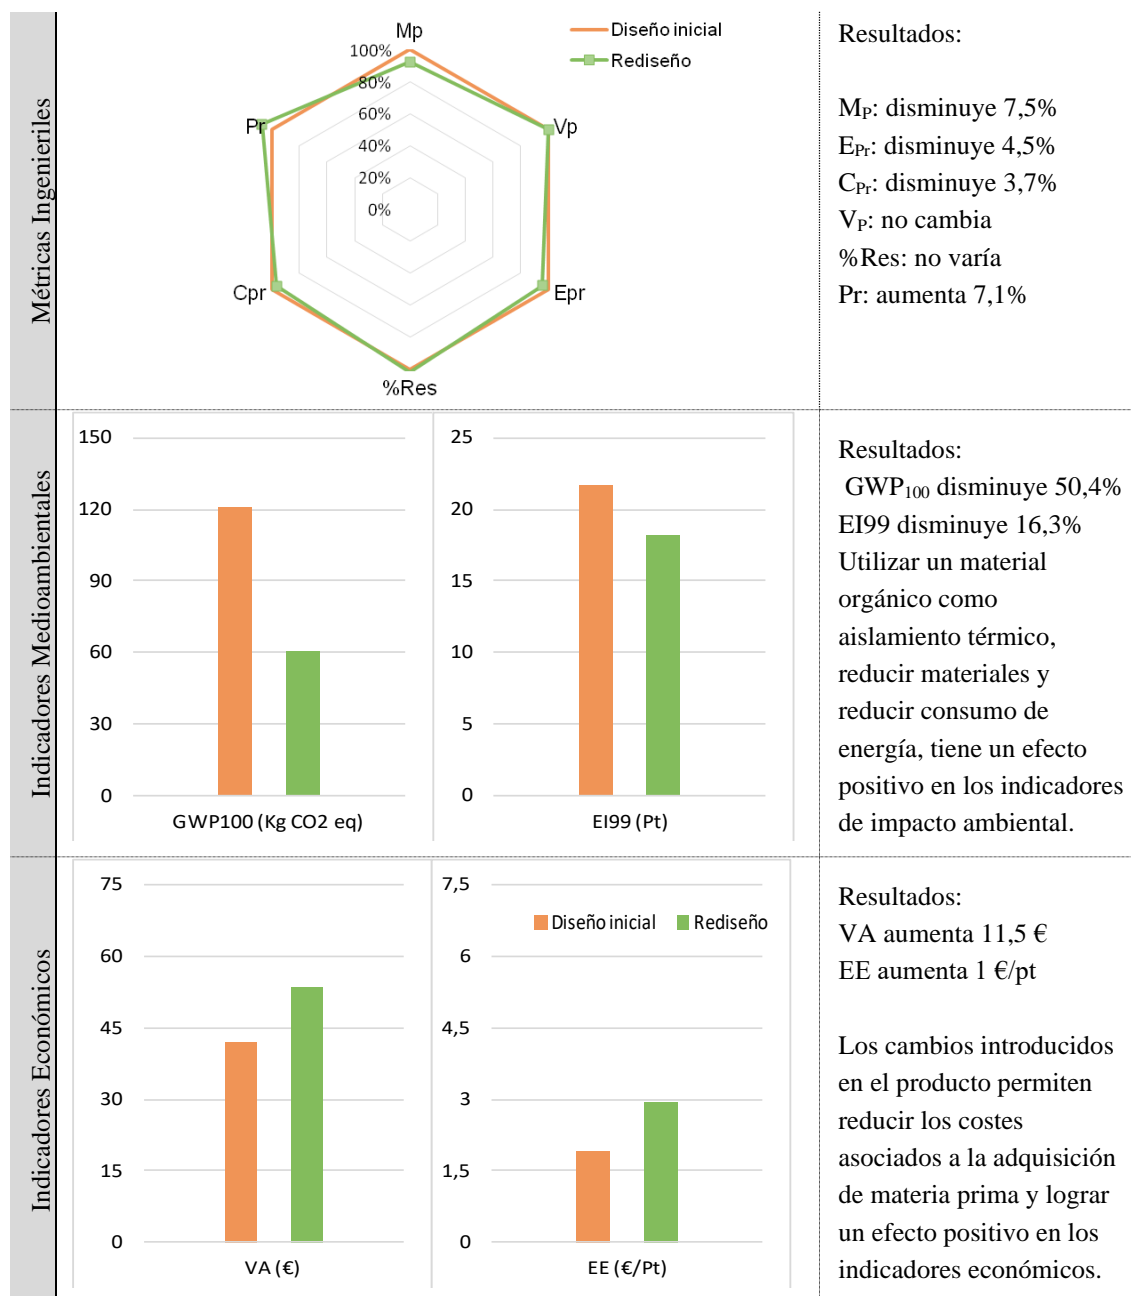 Métricas Ingenieriles
Mp
Diseño inicial
Rediseño
100%
80%
60%
40%
20%
0%
Pr
Vp
Cpr
Epr
%Res
Resultados:
M_P: disminuye 7,5%
E_Pr: disminuye 4,5%
C_Pr: disminuye 3,7%
V_P: no cambia
%Res: no varía
Pr: aumenta 7,1%
Indicadores Medioambientales
150
120
90
60
30
0
GWP100 (Kg CO2 eq)
25
20
15
10
5
0
EI99 (Pt)
Resultados:
GWP₁₀₀ disminuye 50,4%
EI99 disminuye 16,3%
Utilizar un material
orgánico como
aislamiento térmico,
reducir materiales y
reducir consumo de
energía, tiene un efecto
positivo en los indicadores
de impacto ambiental.
Indicadores Económicos
75
60
45
30
15
0
VA (€)
7,5
6
4,5
3
1,5
0
Diseño inicial
Rediseño
EE (€/Pt)
Resultados:
VA aumenta 11,5 €
EE aumenta 1 €/pt
Los cambios introducidos
en el producto permiten
reducir los costes
asociados a la adquisición
de materia prima y lograr
un efecto positivo en los
indicadores económicos.